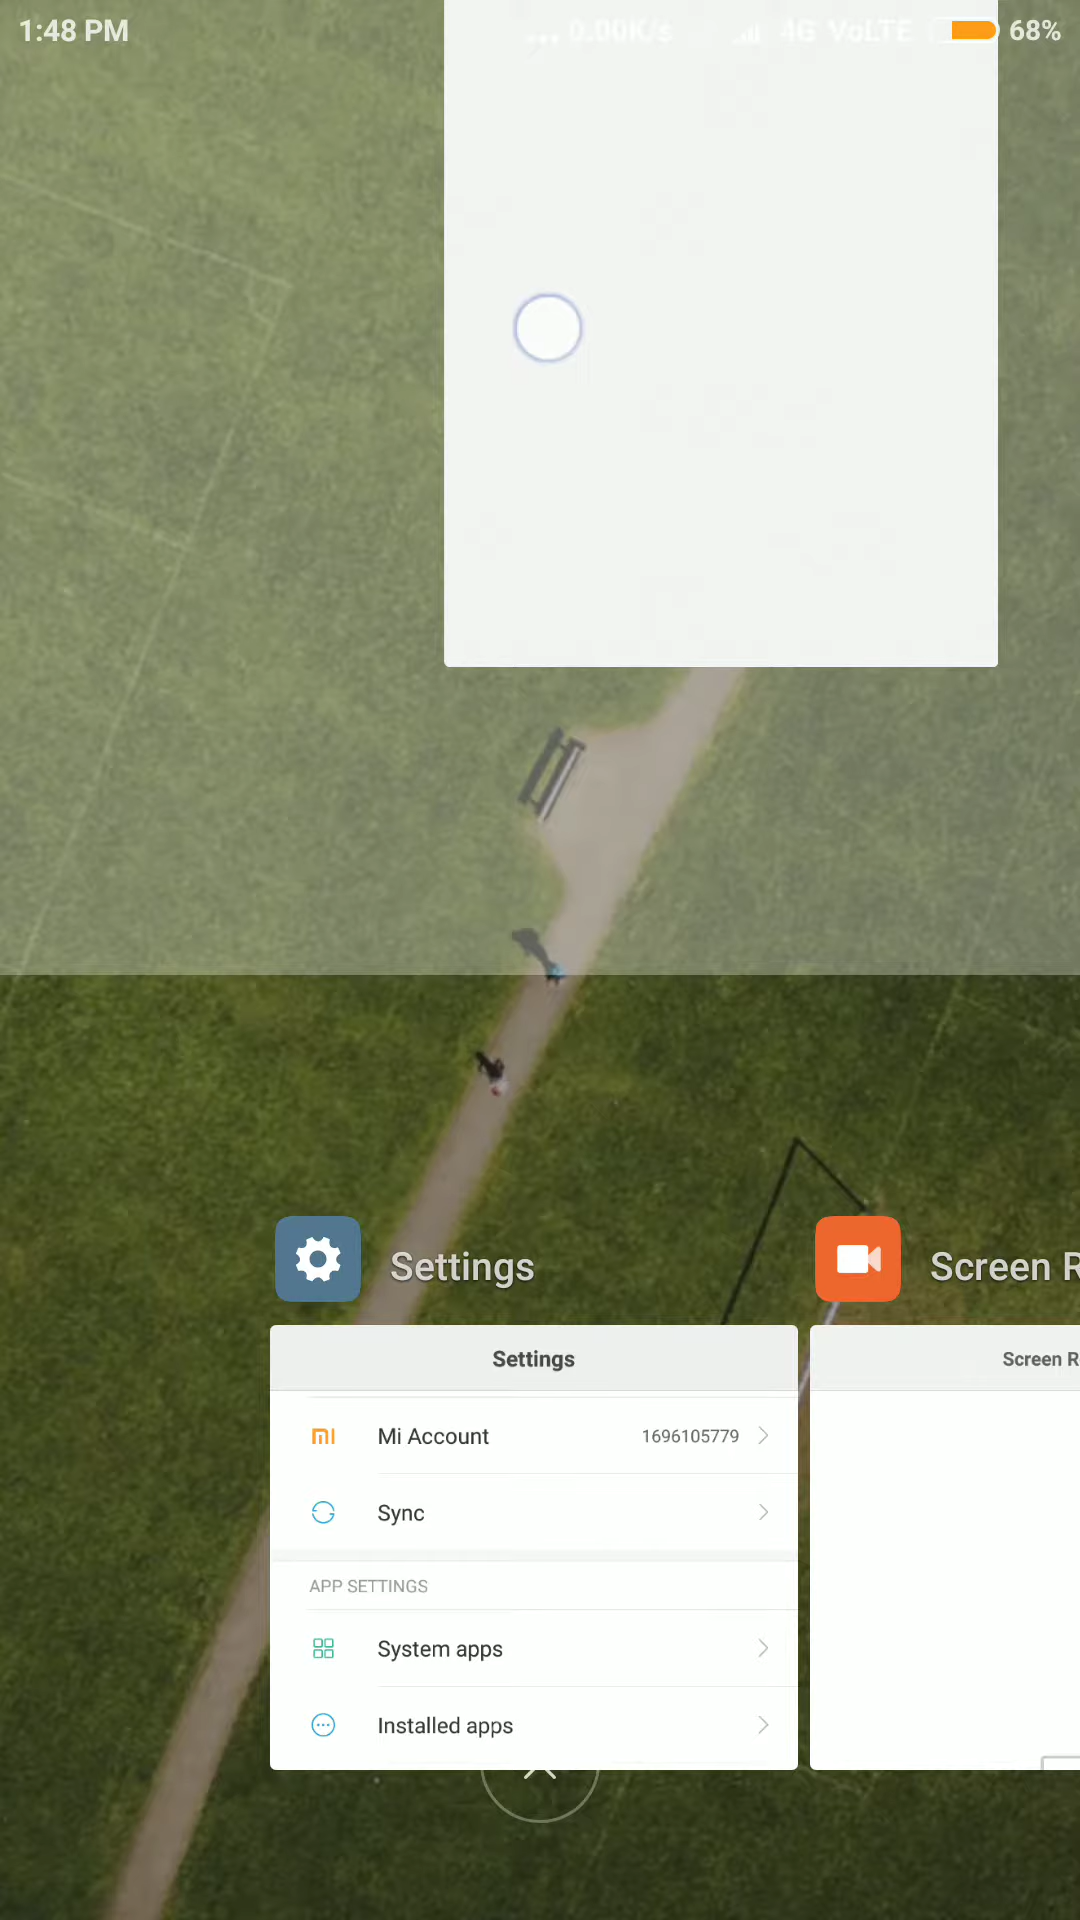 1:48 PM
... 0.00K/s
4G VoLTE
68%
Settings
Screen R
Settings
Screen R
Mi Account
1696105779
Sync
APP SETTINGS
System apps
Installed apps